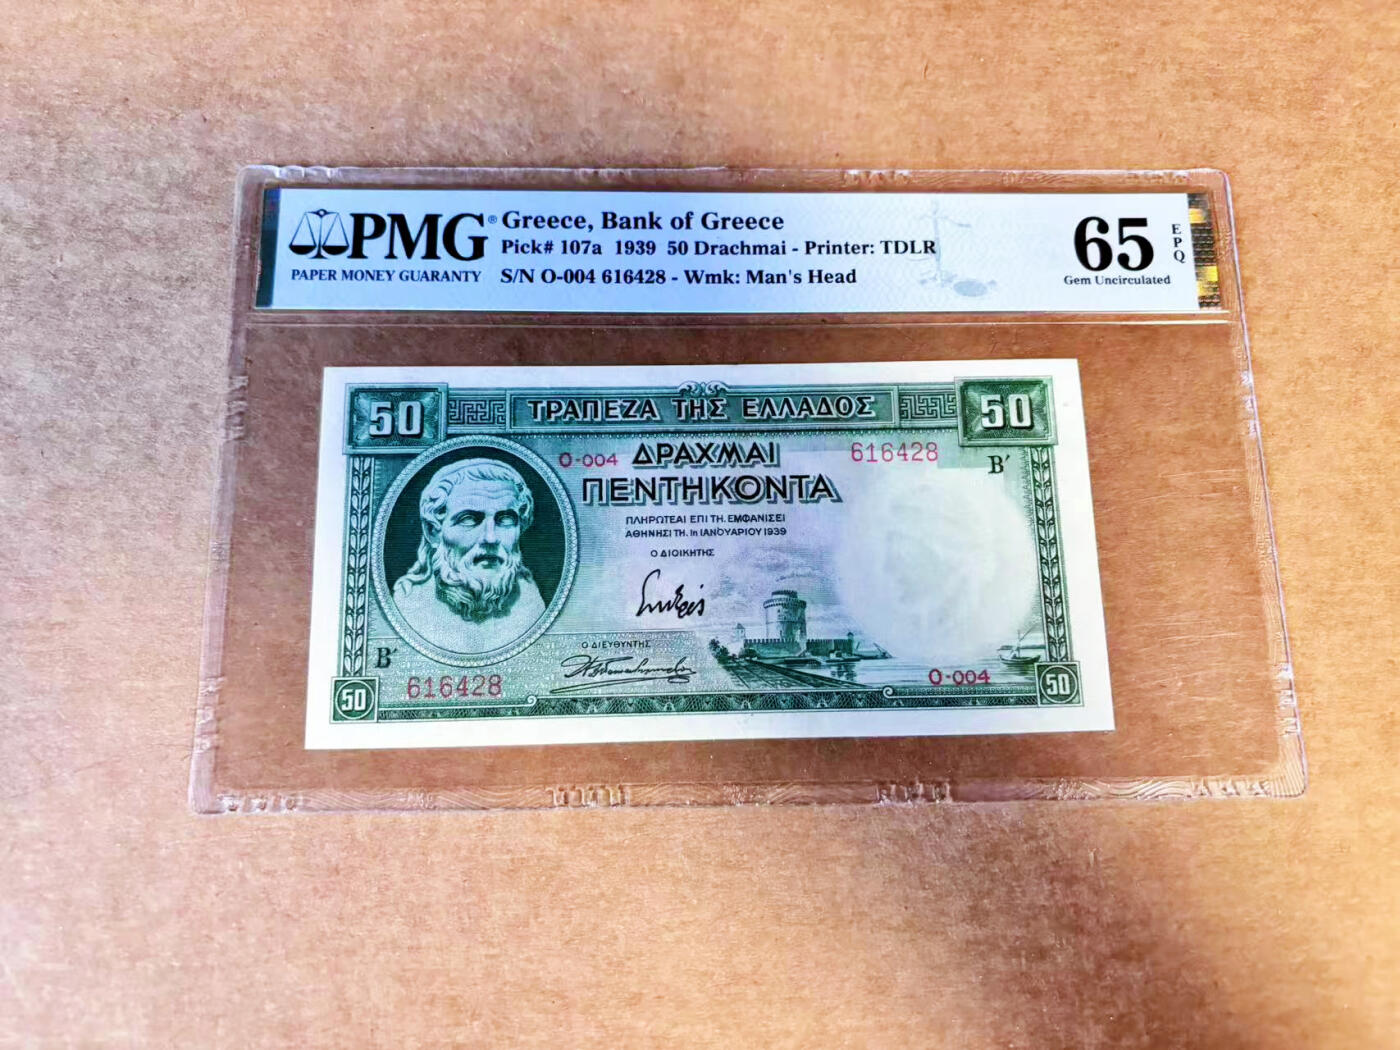 PMG®
PAPER MONEY GUARANTY
Greece, Bank of Greece
Pick# 107a 1939 50 Drachmai - Printer: TDLR
S/N O-004 616428 - Wmk: Man's Head
65
EPQ
Gem Uncirculated
50
ΤΡΑΠΕΖΑ ΤΗΣ ΕΛΛΑΔΟΣ
50
O-004 ΔΡΑΧΜΑΙ 616428
Β΄
ΠΕΝΤΗΚΟΝΤΑ
ΠΛΗΡΩΤΕΑΙ ΕΠΙ ΤΗ. ΕΜΦΑΝΙΣΕΙ
ΑΘΗΝΗΣΙ ΤΗ. 1η ΙΑΝΟΥΑΡΙΟΥ 1939
Ο ΔΙΟΙΚΗΤΗΣ
Ο ΔΙΕΥΘΥΝΤΗΣ
Β΄
616428
O-004
50
50